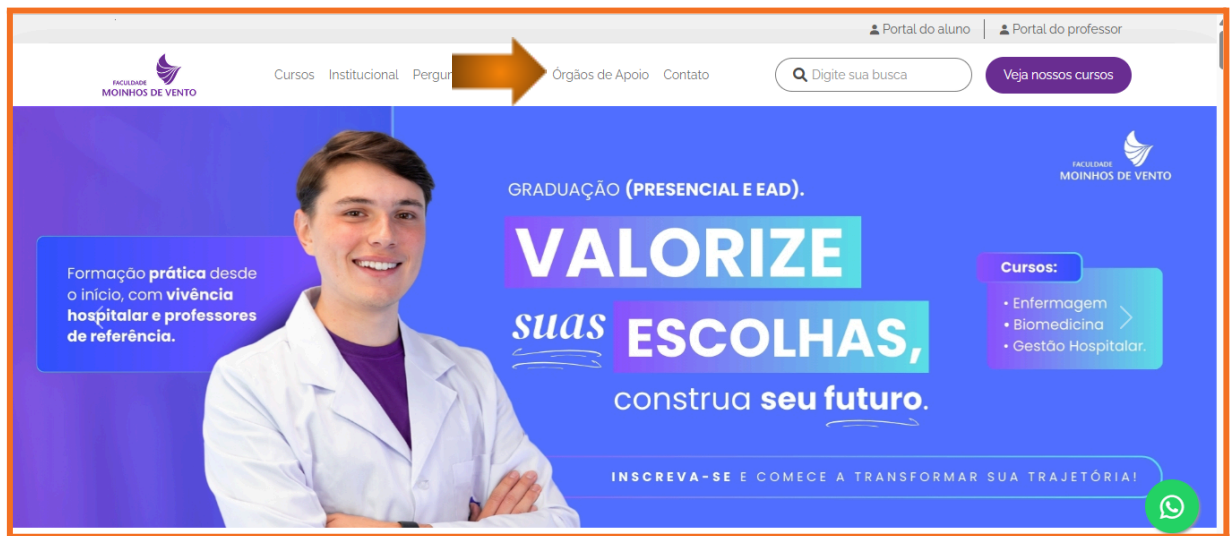 Portal do aluno
Portal do professor
FACULDADE
MOINHOS DE VENTO
Cursos Institucional Órgãos de Apoio Contato
Digite sua busca
Veja nossos cursos
FACULDADE
MOINHOS DE VENTO
GRADUAÇÃO (PRESENCIAL E EAD).
VALORIZE
suas ESCOLHAS,
construa seu futuro.
Formação prática desde
o início, com vivência
hospitalar e professores
de referência.
Cursos:
• Enfermagem
• Biomedicina
• Gestão Hospitalar.
INSCREVA-SE E COMECE A TRANSFORMAR SUA TRAJETÓRIA!